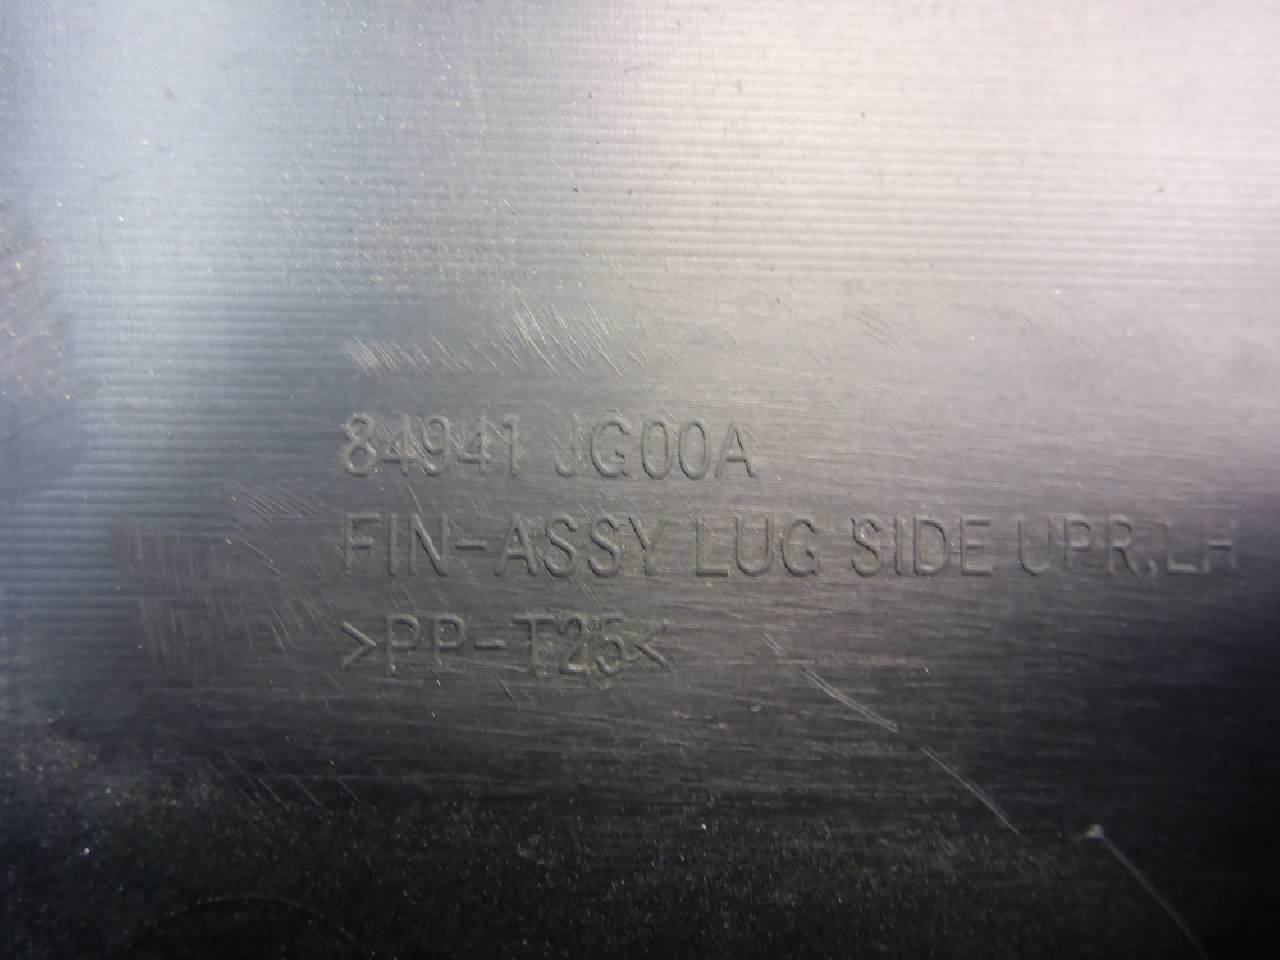 84941 JG00A
FIN-ASSY LUG SIDE UPR,LH
>PP-T25<